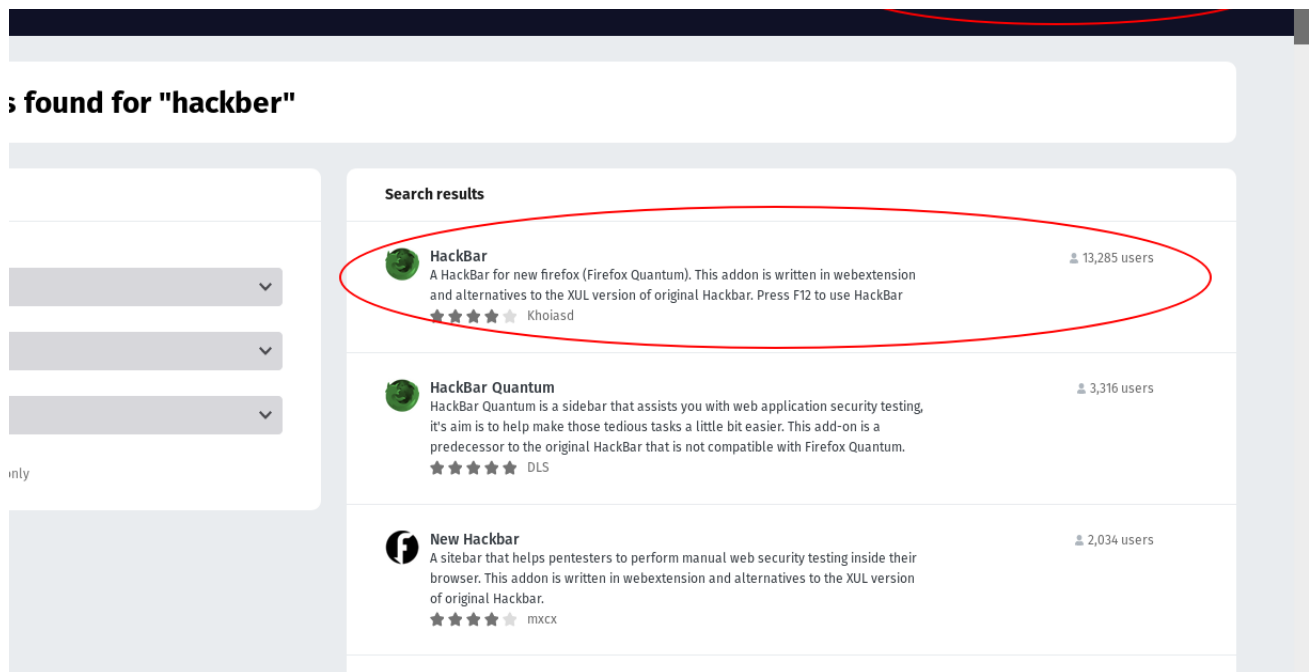 found for "hackber"
Search results
HackBar
13,285 users
A HackBar for new firefox (Firefox Quantum). This addon is written in webextension
and alternatives to the XUL version of original Hackbar. Press F12 to use HackBar
Khoiasd
HackBar Quantum
3,316 users
HackBar Quantum is a sidebar that assists you with web application security testing,
it's aim is to help make those tedious tasks a little bit easier. This add-on is a
predecessor to the original HackBar that is not compatible with Firefox Quantum.
DLS
only
New Hackbar
2,034 users
A sitebar that helps pentesters to perform manual web security testing inside their
browser. This addon is written in webextension and alternatives to the XUL version
of original Hackbar.
mxcx